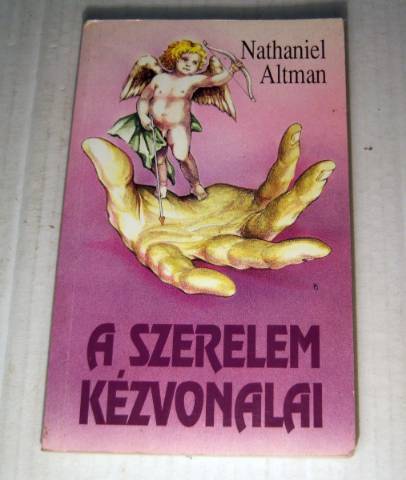 Nathaniel
Altman
A SZERELEM
KÉZVONALAI